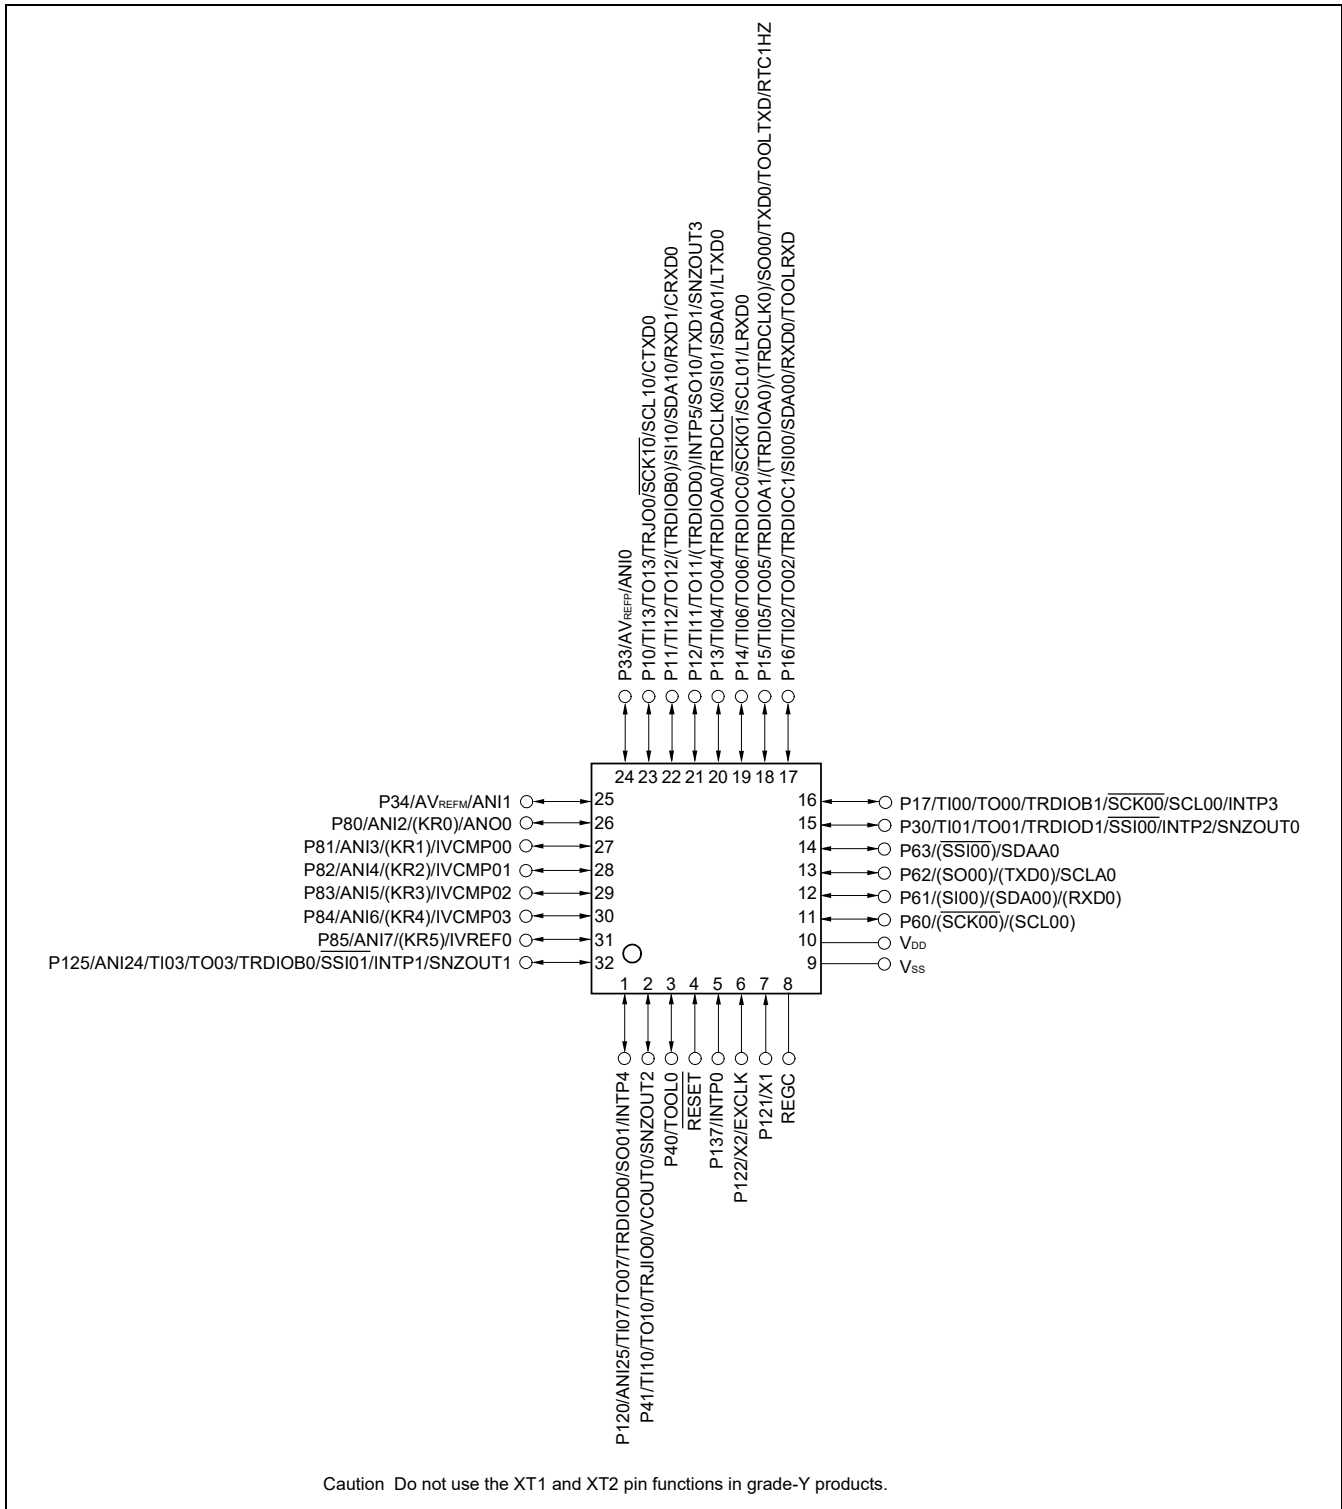 P33/AVREFP/ANI0
P10/TI13/TO13/TRJO0/SCK10/SCL10/CTXD0
P11/TI12/TO12/(TRDIOB0)/SI10/SDA10/RXD1/CRXD0
P12/TI11/TO11/(TRDIOD0)/INTP5/SO10/TXD1/SNZOUT3
P13/TI04/TO04/TRDIOA0/TRDCLK0/SI01/SDA01/LTXD0
P14/TI06/TO06/TRDIOC0/SCK01/SCL01/LRXD0
P15/TI05/TO05/TRDIOA1/(TRDIOA0)/(TRDCLK0)/SO00/TXD0/TOOLTXD/RTC1HZ
P16/TI02/TO02/TRDIOC1/SI00/SDA00/RXD0/TOOLRXD
24 23 22 21 20 19 18 17
P34/AVREFM/ANI1 25
P80/ANI2/(KR0)/ANO0 26
P81/ANI3/(KR1)/IVCMP00 27
P82/ANI4/(KR2)/IVCMP01 28
P83/ANI5/(KR3)/IVCMP02 29
P84/ANI6/(KR4)/IVCMP03 30
P85/ANI7/(KR5)/IVREF0 31
P125/ANI24/TI03/TO03/TRDIOB0/SSI01/INTP1/SNZOUT1 32
16 P17/TI00/TO00/TRDIOB1/SCK00/SCL00/INTP3
15 P30/TI01/TO01/TRDIOD1/SSI00/INTP2/SNZOUT0
14 P63/(SSI00)/SDAA0
13 P62/(SO00)/(TXD0)/SCLA0
12 P61/(SI00)/(SDA00)/(RXD0)
11 P60/(SCK00)/(SCL00)
10 VDD
9 VSS
1 2 3 4 5 6 7 8
P120/ANI25/TI07/TO07/TRDIOD0/SO01/INTP4
P41/TI10/TO10/TRJIO0/VCOUT0/SNZOUT2
P40/TOOL0
RESET
P137/INTP0
P122/X2/EXCLK
P121/X1
REGC
Caution Do not use the XT1 and XT2 pin functions in grade-Y products.